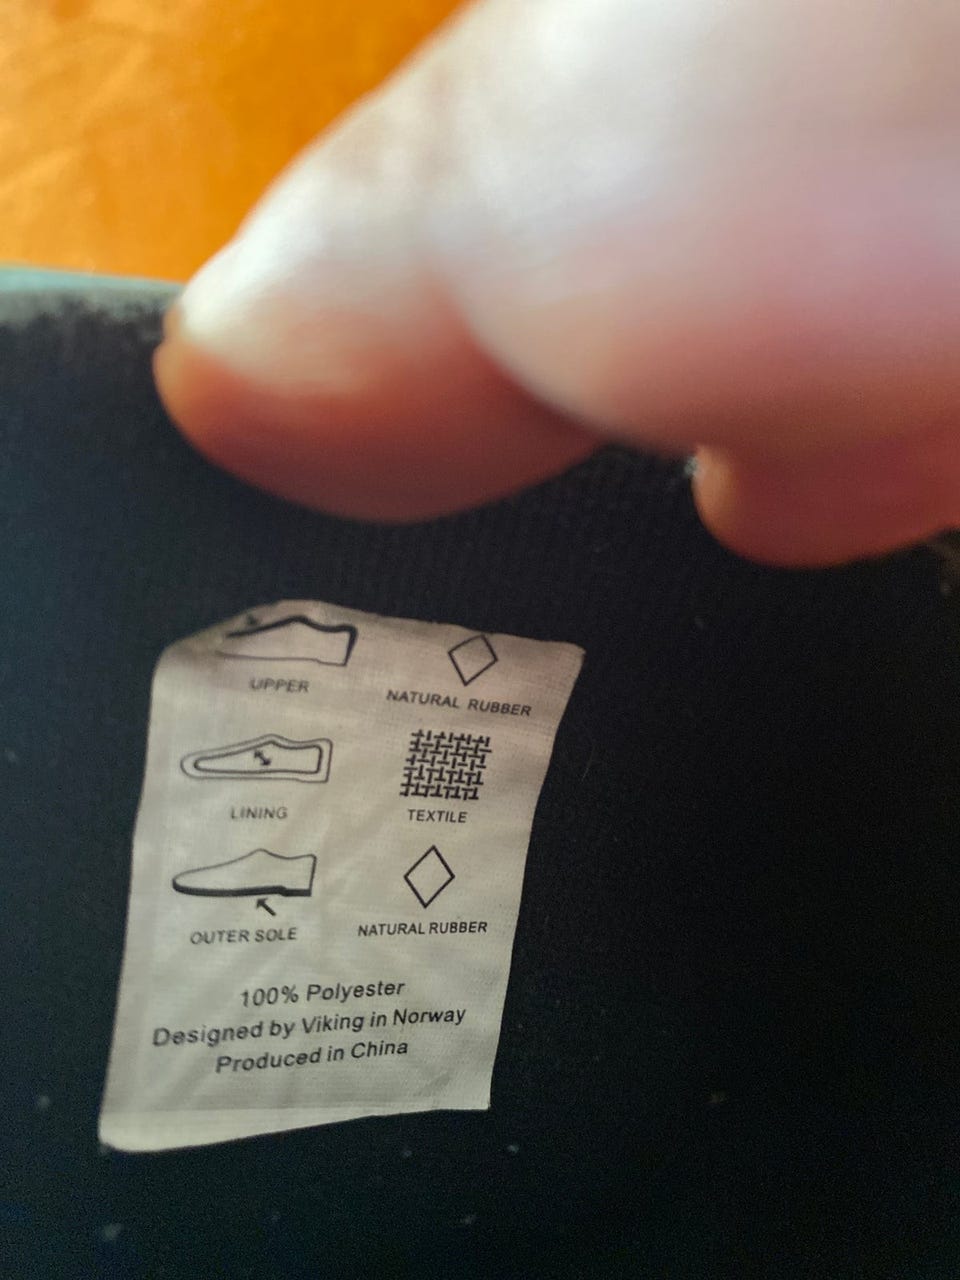 UPPER
NATURAL RUBBER
LINING
TEXTILE
OUTER SOLE
NATURAL RUBBER
100% Polyester
Designed by Viking in Norway
Produced in China